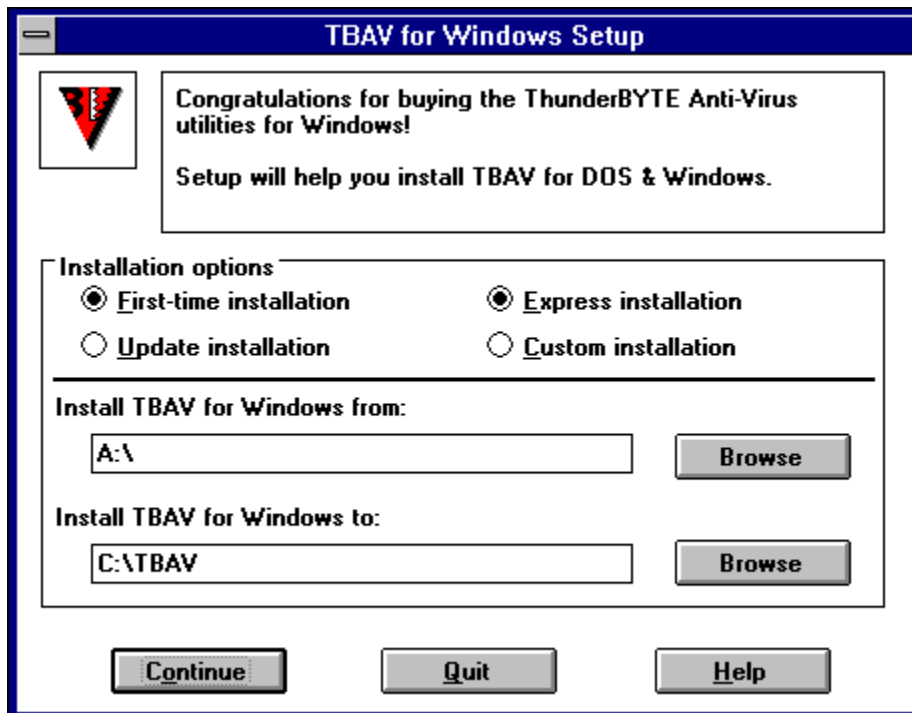 TBAV for Windows Setup
Congratulations for buying the ThunderBYTE Anti-Virus
utilities for Windows!
Setup will help you install TBAV for DOS & Windows.
Installation options
First-time installation
Express installation
Update installation
Custom installation
Install TBAV for Windows from:
A:\
Browse
Install TBAV for Windows to:
C:\TBAV
Browse
Continue
Quit
Help